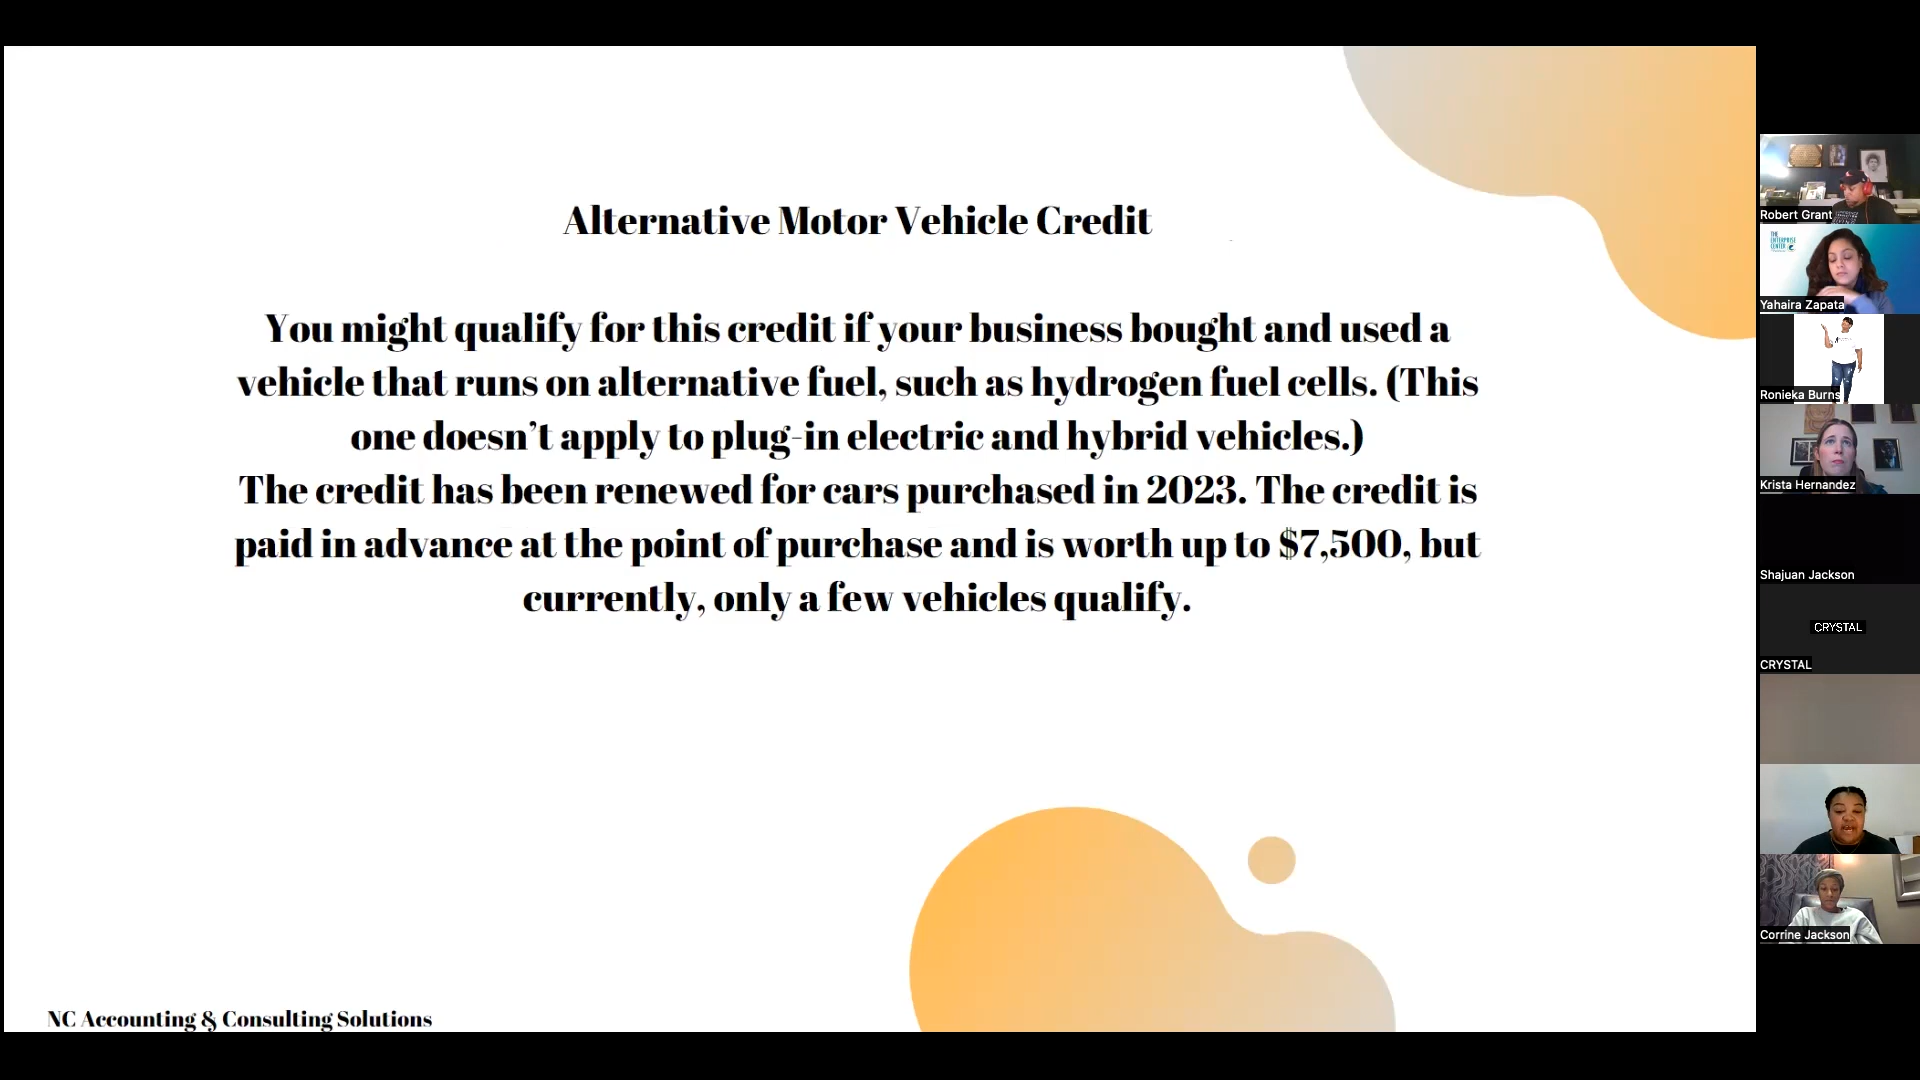 Alternative Motor Vehicle Credit
You might qualify for this credit if your business bought and used a
vehicle that runs on alternative fuel, such as hydrogen fuel cells. (This
one doesn’t apply to plug-in electric and hybrid vehicles.)
The credit has been renewed for cars purchased in 2023. The credit is
paid in advance at the point of purchase and is worth up to $7,500, but
currently, only a few vehicles qualify.
NC Accounting & Consulting Solutions
Robert Grant
THE
ENTERPRISE
CENTER
Yahaira Zapata
Ronieka Burns
Krista Hernandez
Shajuan Jackson
CRYSTAL
CRYSTAL
Corrine Jackson